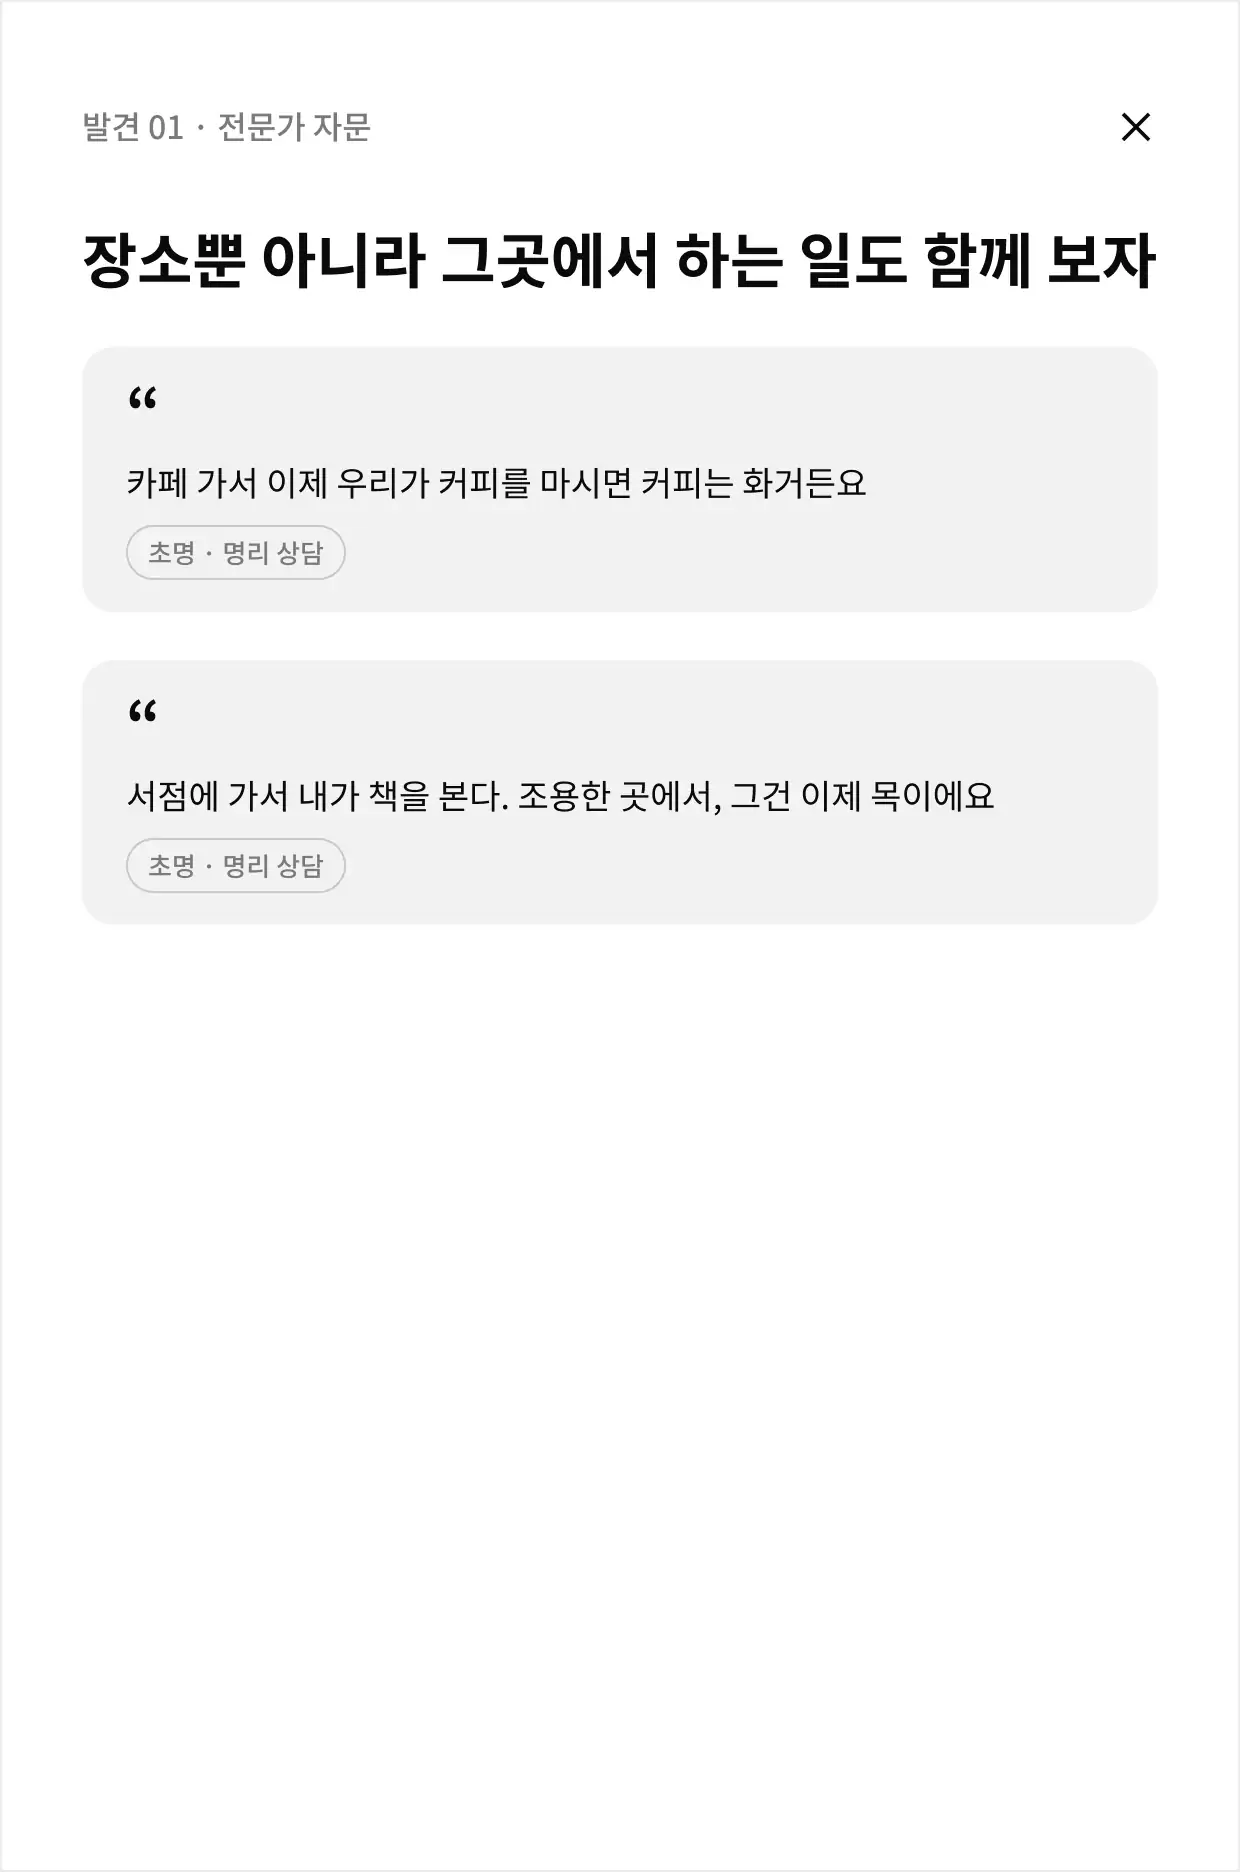 발견 01 · 전문가 자문
장소뿐 아니라 그곳에서 하는 일도 함께 보자
“
카페 가서 이제 우리가 커피를 마시면 커피는 화거든요
초명 · 명리 상담
“
서점에 가서 내가 책을 본다. 조용한 곳에서, 그건 이제 목이에요
초명 · 명리 상담